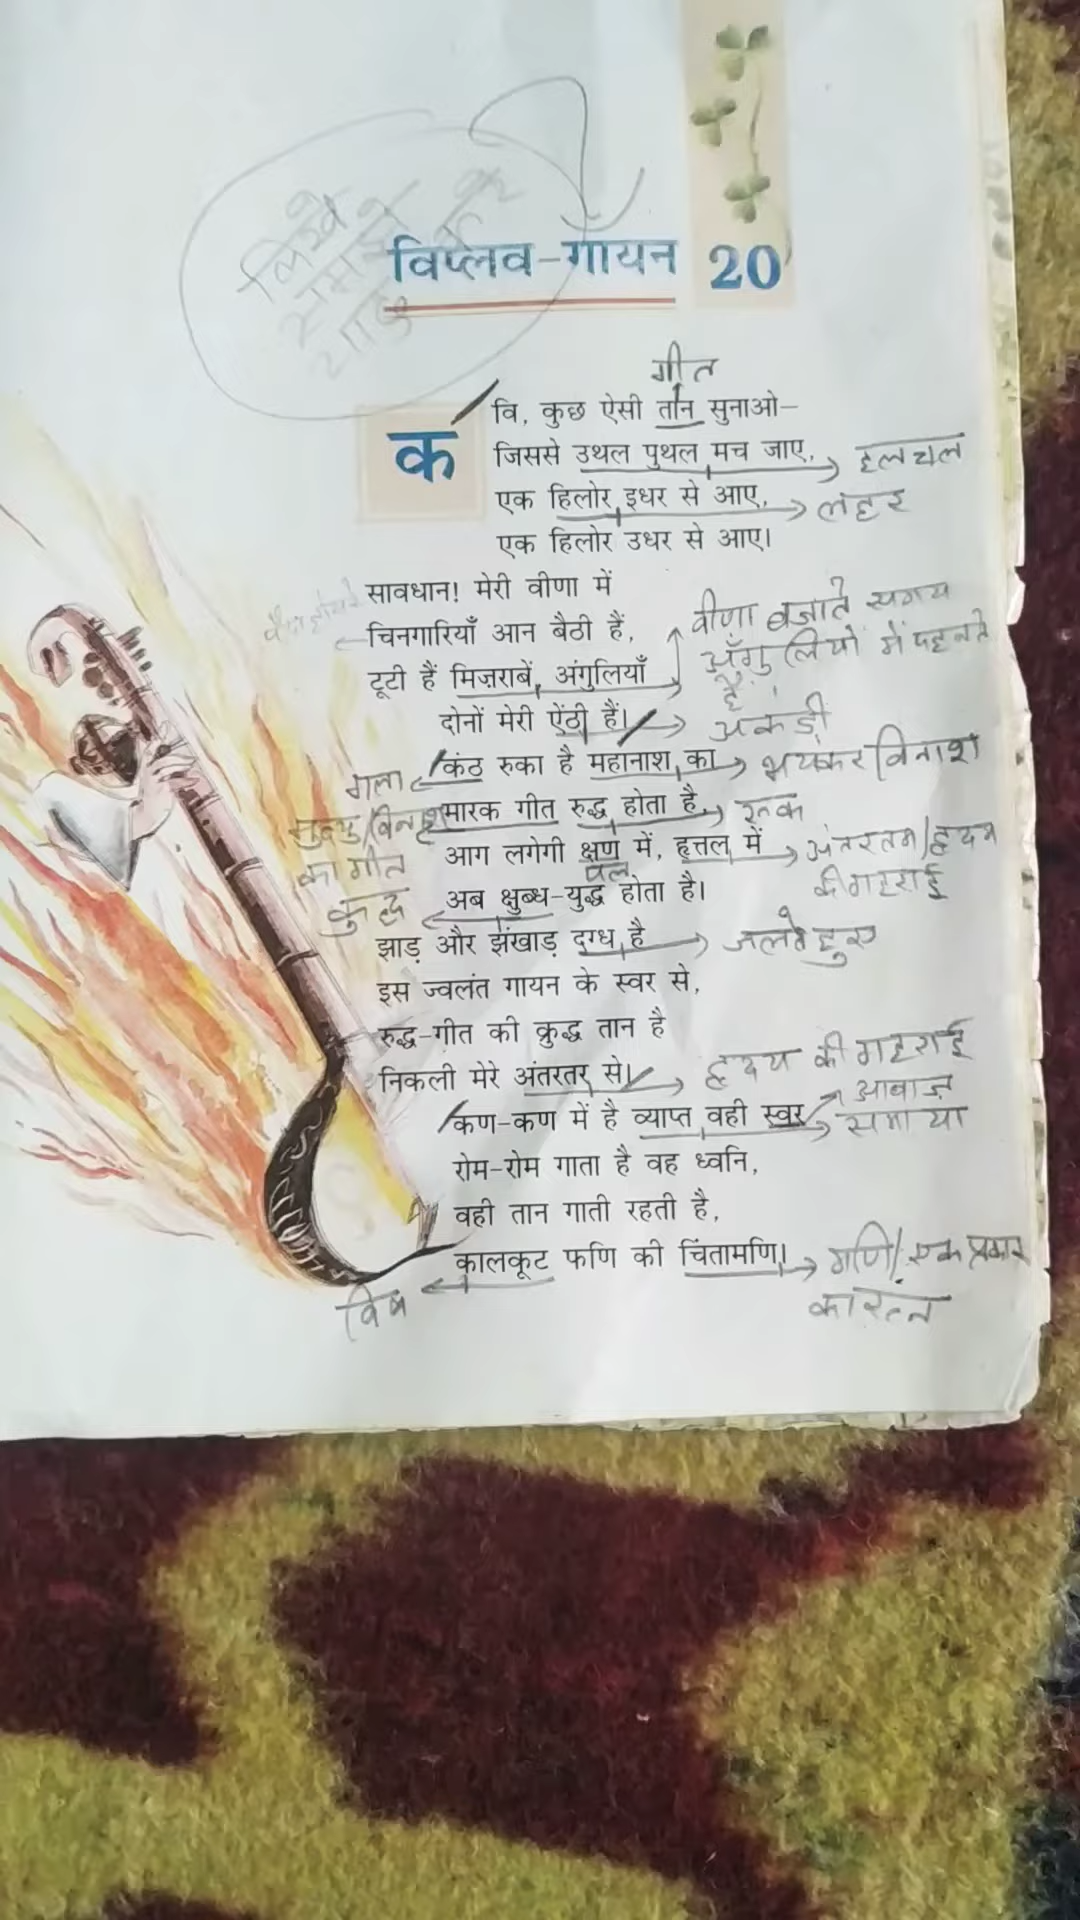 विप्लव-गायन 20
गीत
कवि, कुछ ऐसी तान सुनाओ–
जिससे उथल पुथल मच जाए, हलचल
एक हिलोर इधर से आए, लहर
एक हिलोर उधर से आए।
सावधान! मेरी वीणा में
चिनगारियाँ आन बैठी हैं, वीणा बजाते समय
टूटी हैं मिज़राबें, अंगुलियाँ अँगुलियों में पहनते हैं
दोनों मेरी ऐंठी हैं। अकड़ी
गला कंठ रुका है महानाश का भयंकर विनाश
मृत्यु/विनाश मारक गीत रुद्ध होता है, रूक
का गीत आग लगेगी क्षण में, हृत्तल में अंतरतम/हृदय
पल की गहराई
क्रुद्ध अब क्षुब्ध-युद्ध होता है।
झाड़ और झंखाड़ दग्ध है जलते हुए
इस ज्वलंत गायन के स्वर से,
रुद्ध-गीत की क्रुद्ध तान है
निकली मेरे अंतरतर से। हृदय की गहराई
आवाज़
कण-कण में है व्याप्त वही स्वर समाया
रोम-रोम गाता है वह ध्वनि,
वही तान गाती रहती है,
कालकूट फणि की चिंतामणि। मणि/एक प्रकार
विष का रत्न